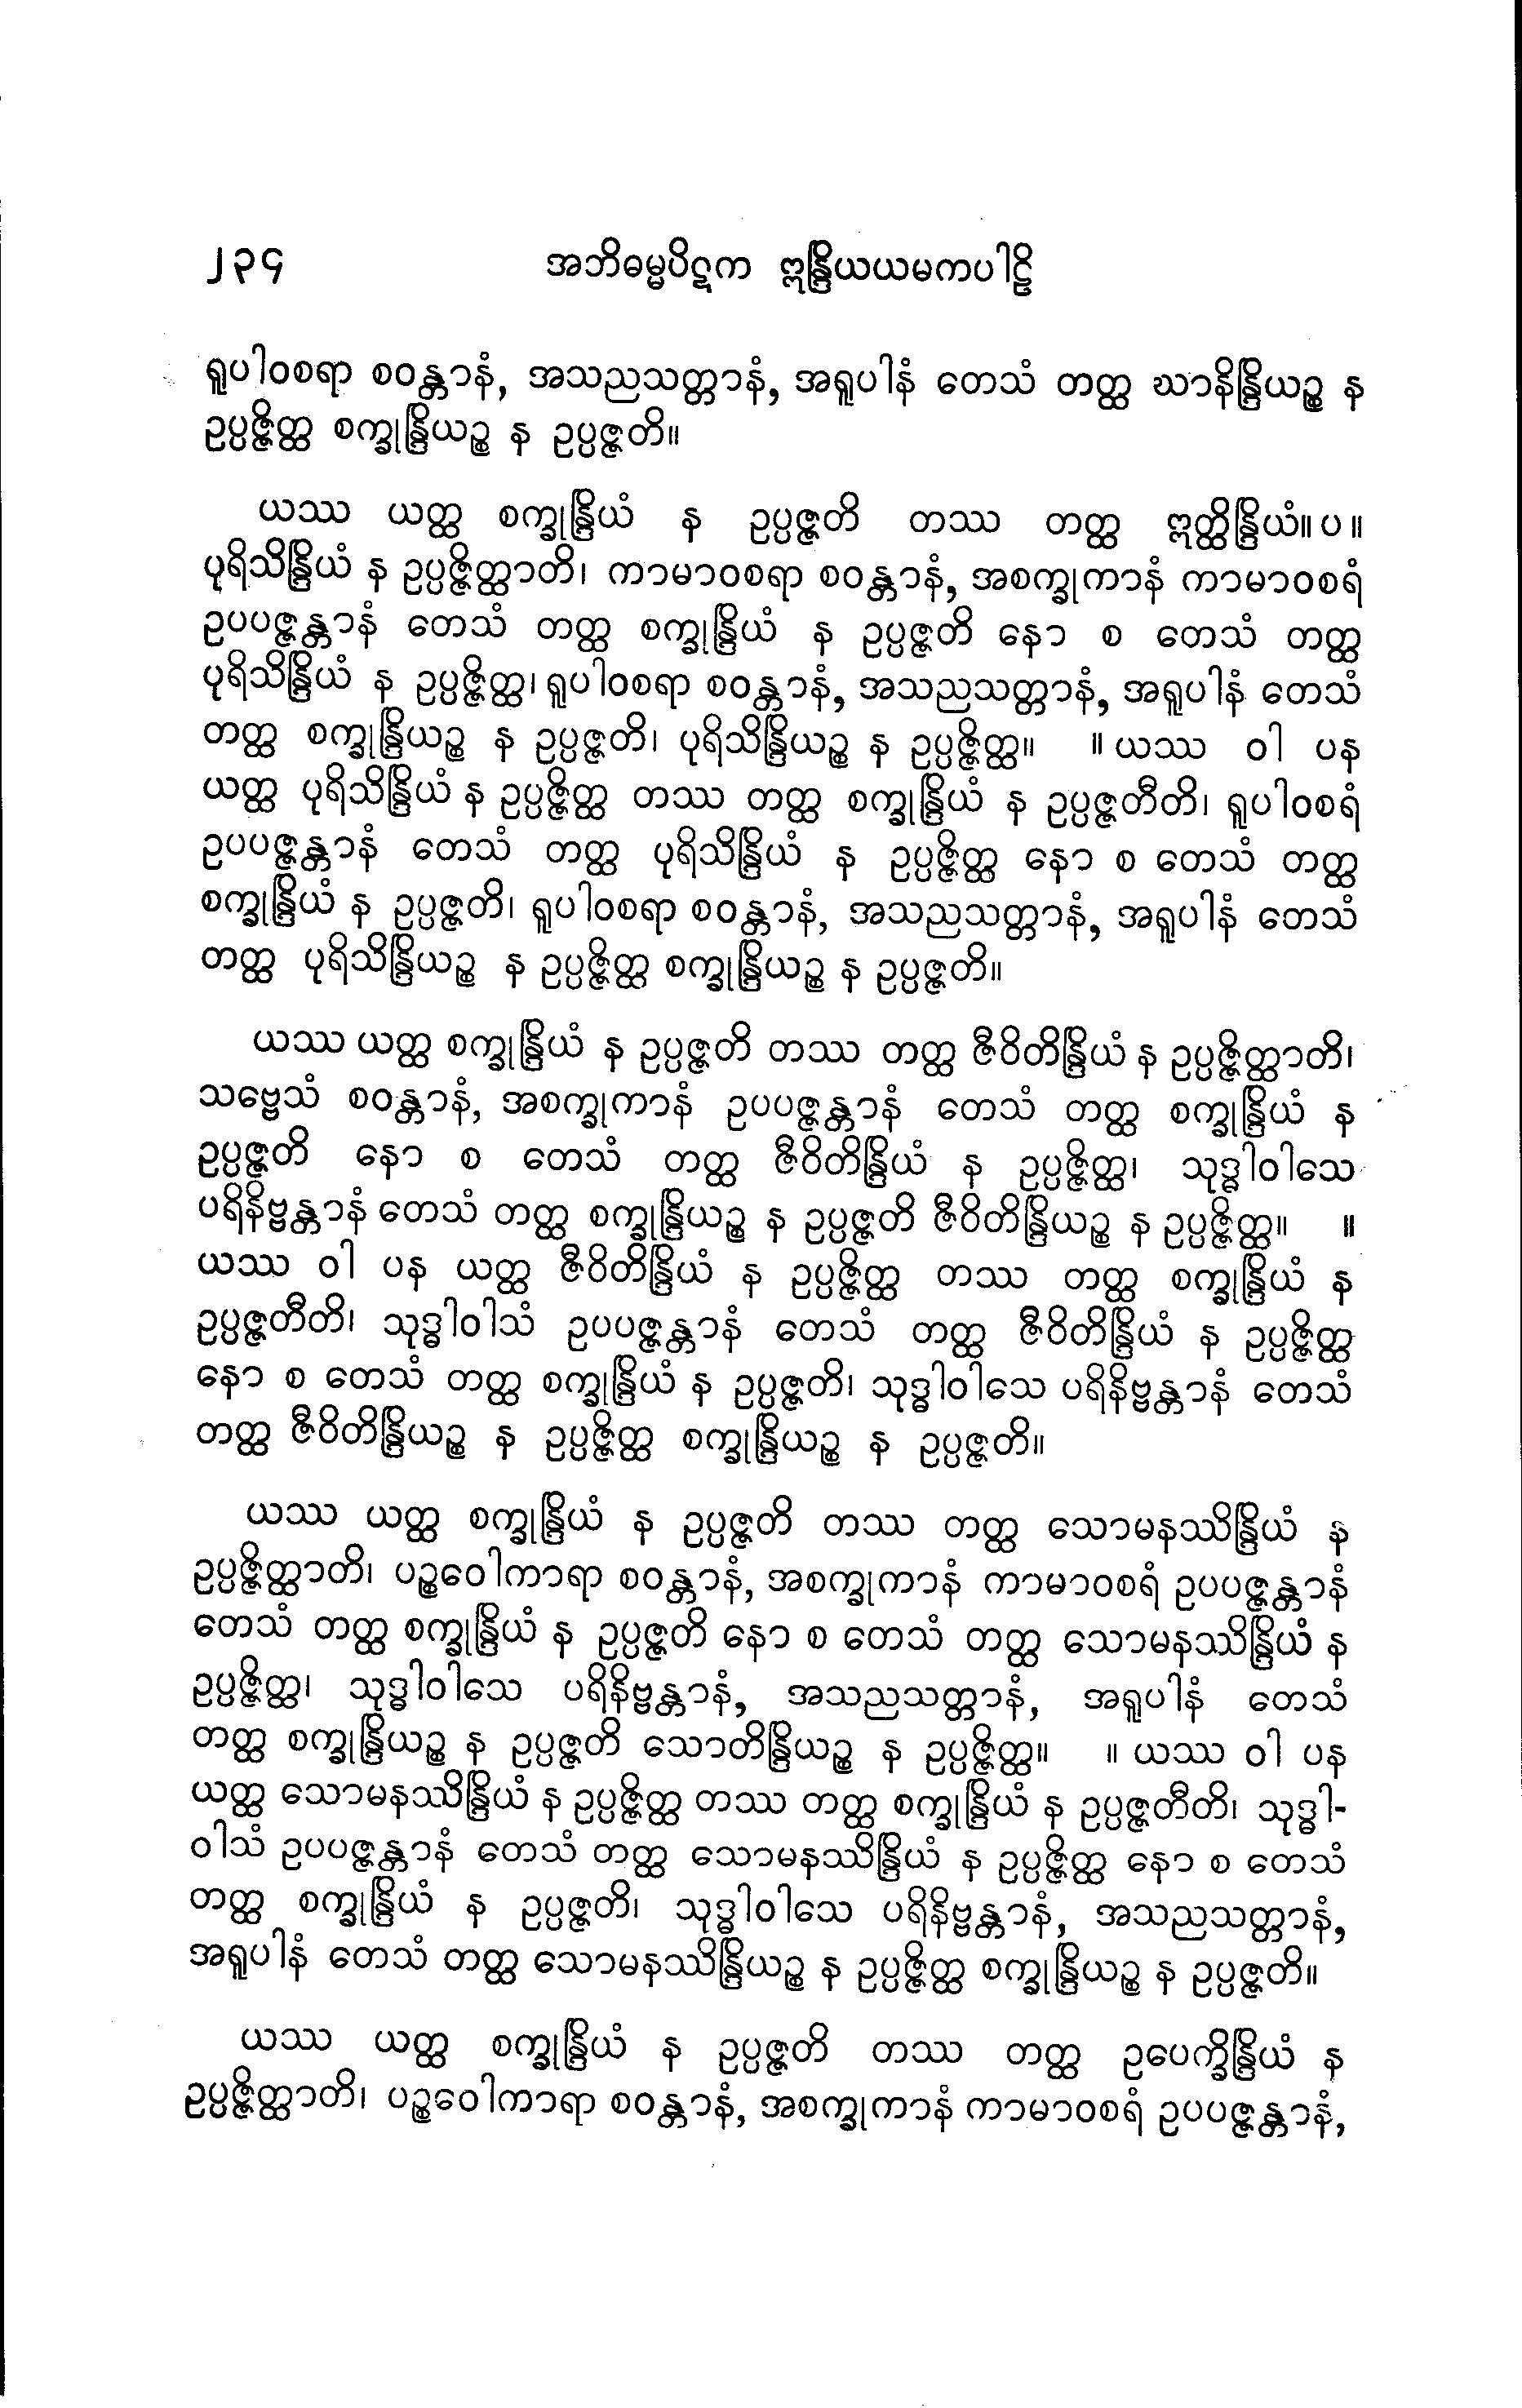 ၂၃၄ အဘိဓမ္မပိဋက ဣန္ဒြိယယမကပါဠိ
ရူပါဝစရာ စဝန္တာနံ, အသညသတ္တာနံ, အရူပါနံ တေသံ တတ္ထ ဃာနိန္ဒြိယဉ္စ န
ဥပ္ပဇ္ဇိတ္ထ စက္ခုန္ဒြိယဉ္စ န ဥပ္ပဇ္ဇတိ။
ယဿ ယတ္ထ စက္ခုန္ဒြိယံ န ဥပ္ပဇ္ဇတိ တဿ တတ္ထ ဣတ္ထိန္ဒြိယံ။ ပ ။
ပုရိသိန္ဒြိယံ န ဥပ္ပဇ္ဇိတ္ထာတိ၊ ကာမာဝစရာ စဝန္တာနံ, အစက္ခုကာနံ ကာမာဝစရံ
ဥပပဇ္ဇန္တာနံ တေသံ တတ္ထ စက္ခုန္ဒြိယံ န ဥပ္ပဇ္ဇတိ နော စ တေသံ တတ္ထ
ပုရိသိန္ဒြိယံ န ဥပ္ပဇ္ဇိတ္ထ၊ ရူပါဝစရာ စဝန္တာနံ, အသညသတ္တာနံ, အရူပါနံ တေသံ
တတ္ထ စက္ခုန္ဒြိယဉ္စ န ဥပ္ပဇ္ဇတိ၊ ပုရိသိန္ဒြိယဉ္စ န ဥပ္ပဇ္ဇိတ္ထ။ ။ ယဿ ဝါ ပန
ယတ္ထ ပုရိသိန္ဒြိယံ န ဥပ္ပဇ္ဇိတ္ထ တဿ တတ္ထ စက္ခုန္ဒြိယံ န ဥပ္ပဇ္ဇတီတိ၊ ရူပါဝစရံ
ဥပပဇ္ဇန္တာနံ တေသံ တတ္ထ ပုရိသိန္ဒြိယံ န ဥပ္ပဇ္ဇိတ္ထ နော စ တေသံ တတ္ထ
စက္ခုန္ဒြိယံ န ဥပ္ပဇ္ဇတိ၊ ရူပါဝစရာ စဝန္တာနံ, အသညသတ္တာနံ, အရူပါနံ တေသံ
တတ္ထ ပုရိသိန္ဒြိယဉ္စ န ဥပ္ပဇ္ဇိတ္ထ စက္ခုန္ဒြိယဉ္စ န ဥပ္ပဇ္ဇတိ။
ယဿ ယတ္ထ စက္ခုန္ဒြိယံ န ဥပ္ပဇ္ဇတိ တဿ တတ္ထ ဇီဝိတိန္ဒြိယံ န ဥပ္ပဇ္ဇိတ္ထာတိ၊
သဗ္ဗေသံ စဝန္တာနံ, အစက္ခုကာနံ ဥပပဇ္ဇန္တာနံ တေသံ တတ္ထ စက္ခုန္ဒြိယံ န
ဥပ္ပဇ္ဇတိ နော စ တေသံ တတ္ထ ဇီဝိတိန္ဒြိယံ န ဥပ္ပဇ္ဇိတ္ထ၊ သုဒ္ဓါဝါသေ
ပရိနိဗ္ဗန္တာနံ တေသံ တတ္ထ စက္ခုန္ဒြိယဉ္စ န ဥပ္ပဇ္ဇတိ ဇီဝိတိန္ဒြိယဉ္စ န ဥပ္ပဇ္ဇိတ္ထ။ ။
ယဿ ဝါ ပန ယတ္ထ ဇီဝိတိန္ဒြိယံ န ဥပ္ပဇ္ဇိတ္ထ တဿ တတ္ထ စက္ခုန္ဒြိယံ န
ဥပ္ပဇ္ဇတီတိ၊ သုဒ္ဓါဝါသံ ဥပပဇ္ဇန္တာနံ တေသံ တတ္ထ ဇီဝိတိန္ဒြိယံ န ဥပ္ပဇ္ဇိတ္ထ
နော စ တေသံ တတ္ထ စက္ခုန္ဒြိယံ န ဥပ္ပဇ္ဇတိ၊ သုဒ္ဓါဝါသေ ပရိနိဗ္ဗန္တာနံ တေသံ
တတ္ထ ဇီဝိတိန္ဒြိယဉ္စ န ဥပ္ပဇ္ဇိတ္ထ စက္ခုန္ဒြိယဉ္စ န ဥပ္ပဇ္ဇတိ။
ယဿ ယတ္ထ စက္ခုန္ဒြိယံ န ဥပ္ပဇ္ဇတိ တဿ တတ္ထ သောမနဿိန္ဒြိယံ န
ဥပ္ပဇ္ဇိတ္ထာတိ၊ ပဉ္စဝေါကာရာ စဝန္တာနံ, အစက္ခုကာနံ ကာမာဝစရံ ဥပပဇ္ဇန္တာနံ
တေသံ တတ္ထ စက္ခုန္ဒြိယံ န ဥပ္ပဇ္ဇတိ နော စ တေသံ တတ္ထ သောမနဿိန္ဒြိယံ န
ဥပ္ပဇ္ဇိတ္ထ၊ သုဒ္ဓါဝါသေ ပရိနိဗ္ဗန္တာနံ, အသညသတ္တာနံ, အရူပါနံ တေသံ
တတ္ထ စက္ခုန္ဒြိယဉ္စ န ဥပ္ပဇ္ဇတိ သောတိန္ဒြိယဉ္စ န ဥပ္ပဇ္ဇိတ္ထ။ ။ ယဿ ဝါ ပန
ယတ္ထ သောမနဿိန္ဒြိယံ န ဥပ္ပဇ္ဇိတ္ထ တဿ တတ္ထ စက္ခုန္ဒြိယံ န ဥပ္ပဇ္ဇတီတိ၊ သုဒ္ဓါ-
ဝါသံ ဥပပဇ္ဇန္တာနံ တေသံ တတ္ထ သောမနဿိန္ဒြိယံ န ဥပ္ပဇ္ဇိတ္ထ နော စ တေသံ
တတ္ထ စက္ခုန္ဒြိယံ န ဥပ္ပဇ္ဇတိ၊ သုဒ္ဓါဝါသေ ပရိနိဗ္ဗန္တာနံ, အသညသတ္တာနံ,
အရူပါနံ တေသံ တတ္ထ သောမနဿိန္ဒြိယဉ္စ န ဥပ္ပဇ္ဇိတ္ထ စက္ခုန္ဒြိယဉ္စ န ဥပ္ပဇ္ဇတိ။
ယဿ ယတ္ထ စက္ခုန္ဒြိယံ န ဥပ္ပဇ္ဇတိ တဿ တတ္ထ ဥပေက္ခိန္ဒြိယံ န
ဥပ္ပဇ္ဇိတ္ထာတိ၊ ပဉ္စဝေါကာရာ စဝန္တာနံ, အစက္ခုကာနံ ကာမာဝစရံ ဥပပဇ္ဇန္တာနံ,